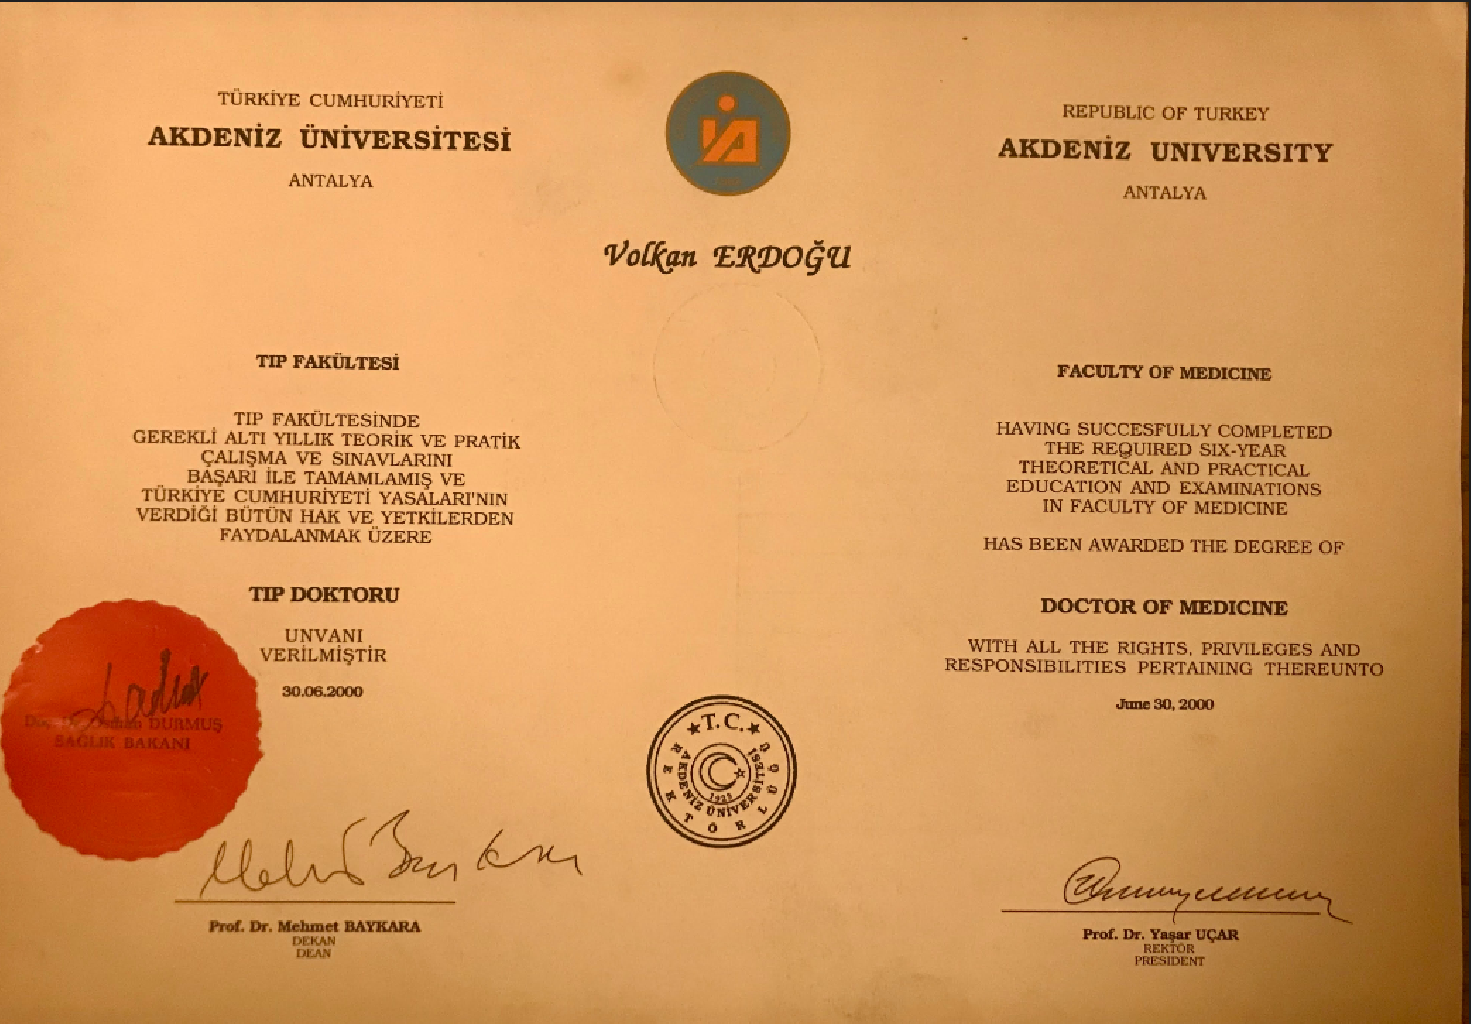 TÜRKİYE CUMHURİYETİ
AKDENİZ ÜNİVERSİTESİ
ANTALYA
REPUBLIC OF TURKEY
AKDENİZ UNIVERSITY
ANTALYA
Volkan ERDOĞU
TIP FAKÜLTESİ
TIP FAKÜLTESİNDE
GEREKLİ ALTI YILLIK TEORİK VE PRATİK
ÇALIŞMA VE SINAVLARINI
BAŞARI İLE TAMAMLAMIŞ VE
TÜRKİYE CUMHURİYETİ YASALARI'NIN
VERDİĞİ BÜTÜN HAK VE YETKİLERDEN
FAYDALANMAK ÜZERE
TIP DOKTORU
UNVANI
VERİLMİŞTİR
30.06.2000
FACULTY OF MEDICINE
HAVING SUCCESFULLY COMPLETED
THE REQUIRED SIX-YEAR
THEORETICAL AND PRACTICAL
EDUCATION AND EXAMINATIONS
IN FACULTY OF MEDICINE
HAS BEEN AWARDED THE DEGREE OF
DOCTOR OF MEDICINE
WITH ALL THE RIGHTS, PRIVILEGES AND
RESPONSIBILITIES PERTAINING THEREUNTO
June 30, 2000
DURMUŞ
SAĞLIK BAKANI
T.C.
AKDENİZ ÜNİVERSİTESİ
REKTÖRLÜĞÜ
Prof. Dr. Mehmet BAYKARA
DEKAN
DEAN
Prof. Dr. Yaşar UÇAR
REKTÖR
PRESIDENT